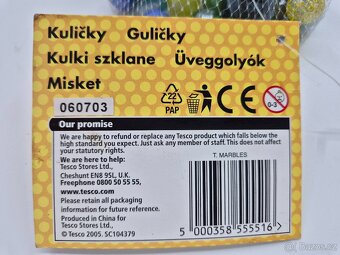 Kuličky Guličky
Kulki szklane Üveggolyók
Misket
060703
22
PAP
CE
0-3
Our promise
We are happy to refund or replace any Tesco product which falls below the
high standard you expect. Just ask any member of staff. This does not affect
your statutory rights.
We are here to help:
Tesco Stores Ltd.,
Cheshunt EN8 9SL, U.K.
Freephone 0800 50 55 55,
www.tesco.com
Please retain all packaging
information for future reference.
Produced in China for
Tesco Stores Ltd.,
© Tesco 2005. SC104379
T. MARBLES
5 000358 555516 >